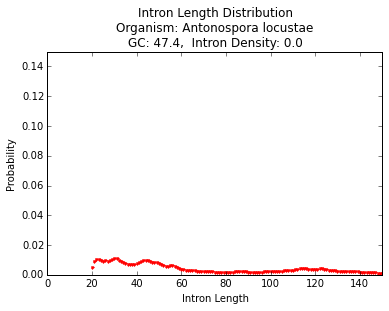 Intron Length Distribution
Organism: Antonospora locustae
GC: 47.4,  Intron Density: 0.0
0.14
0.12
0.10
0.08
0.06
0.04
0.02
0.00
Probability
0 20 40 60 80 100 120 140
Intron Length